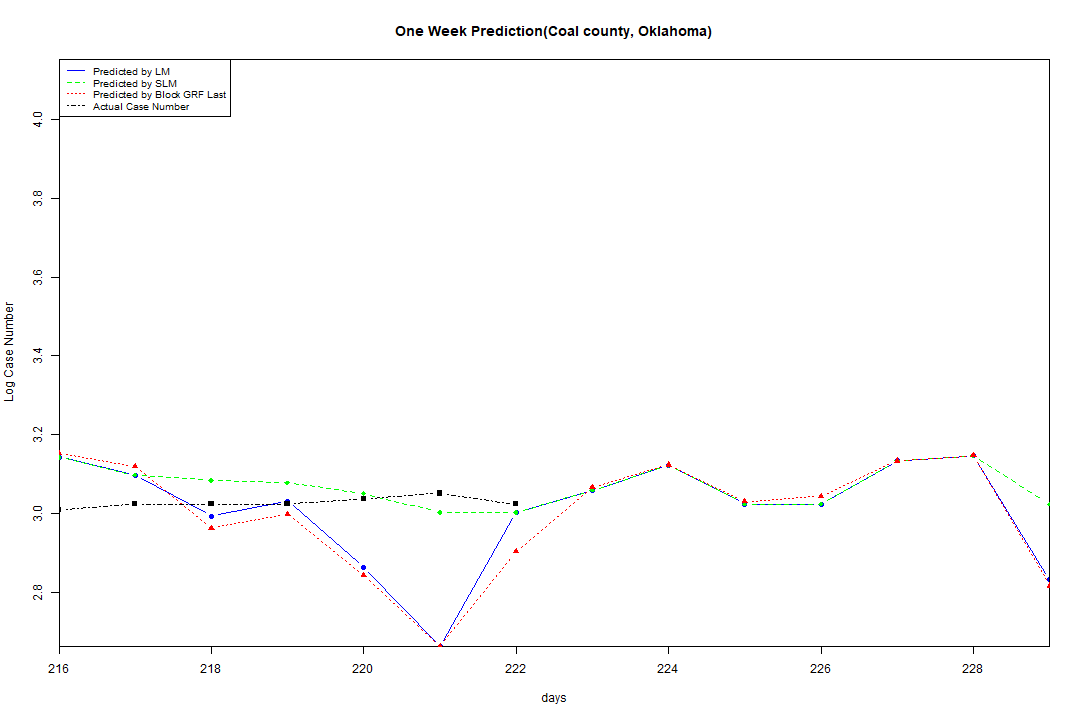 One Week Prediction(Coal county, Oklahoma)
Predicted by LM
Predicted by SLM
Predicted by Block GRF Last
Actual Case Number
4.0
3.8
3.6
3.4
3.2
3.0
2.8
Log Case Number
216 218 220 222 224 226 228
days